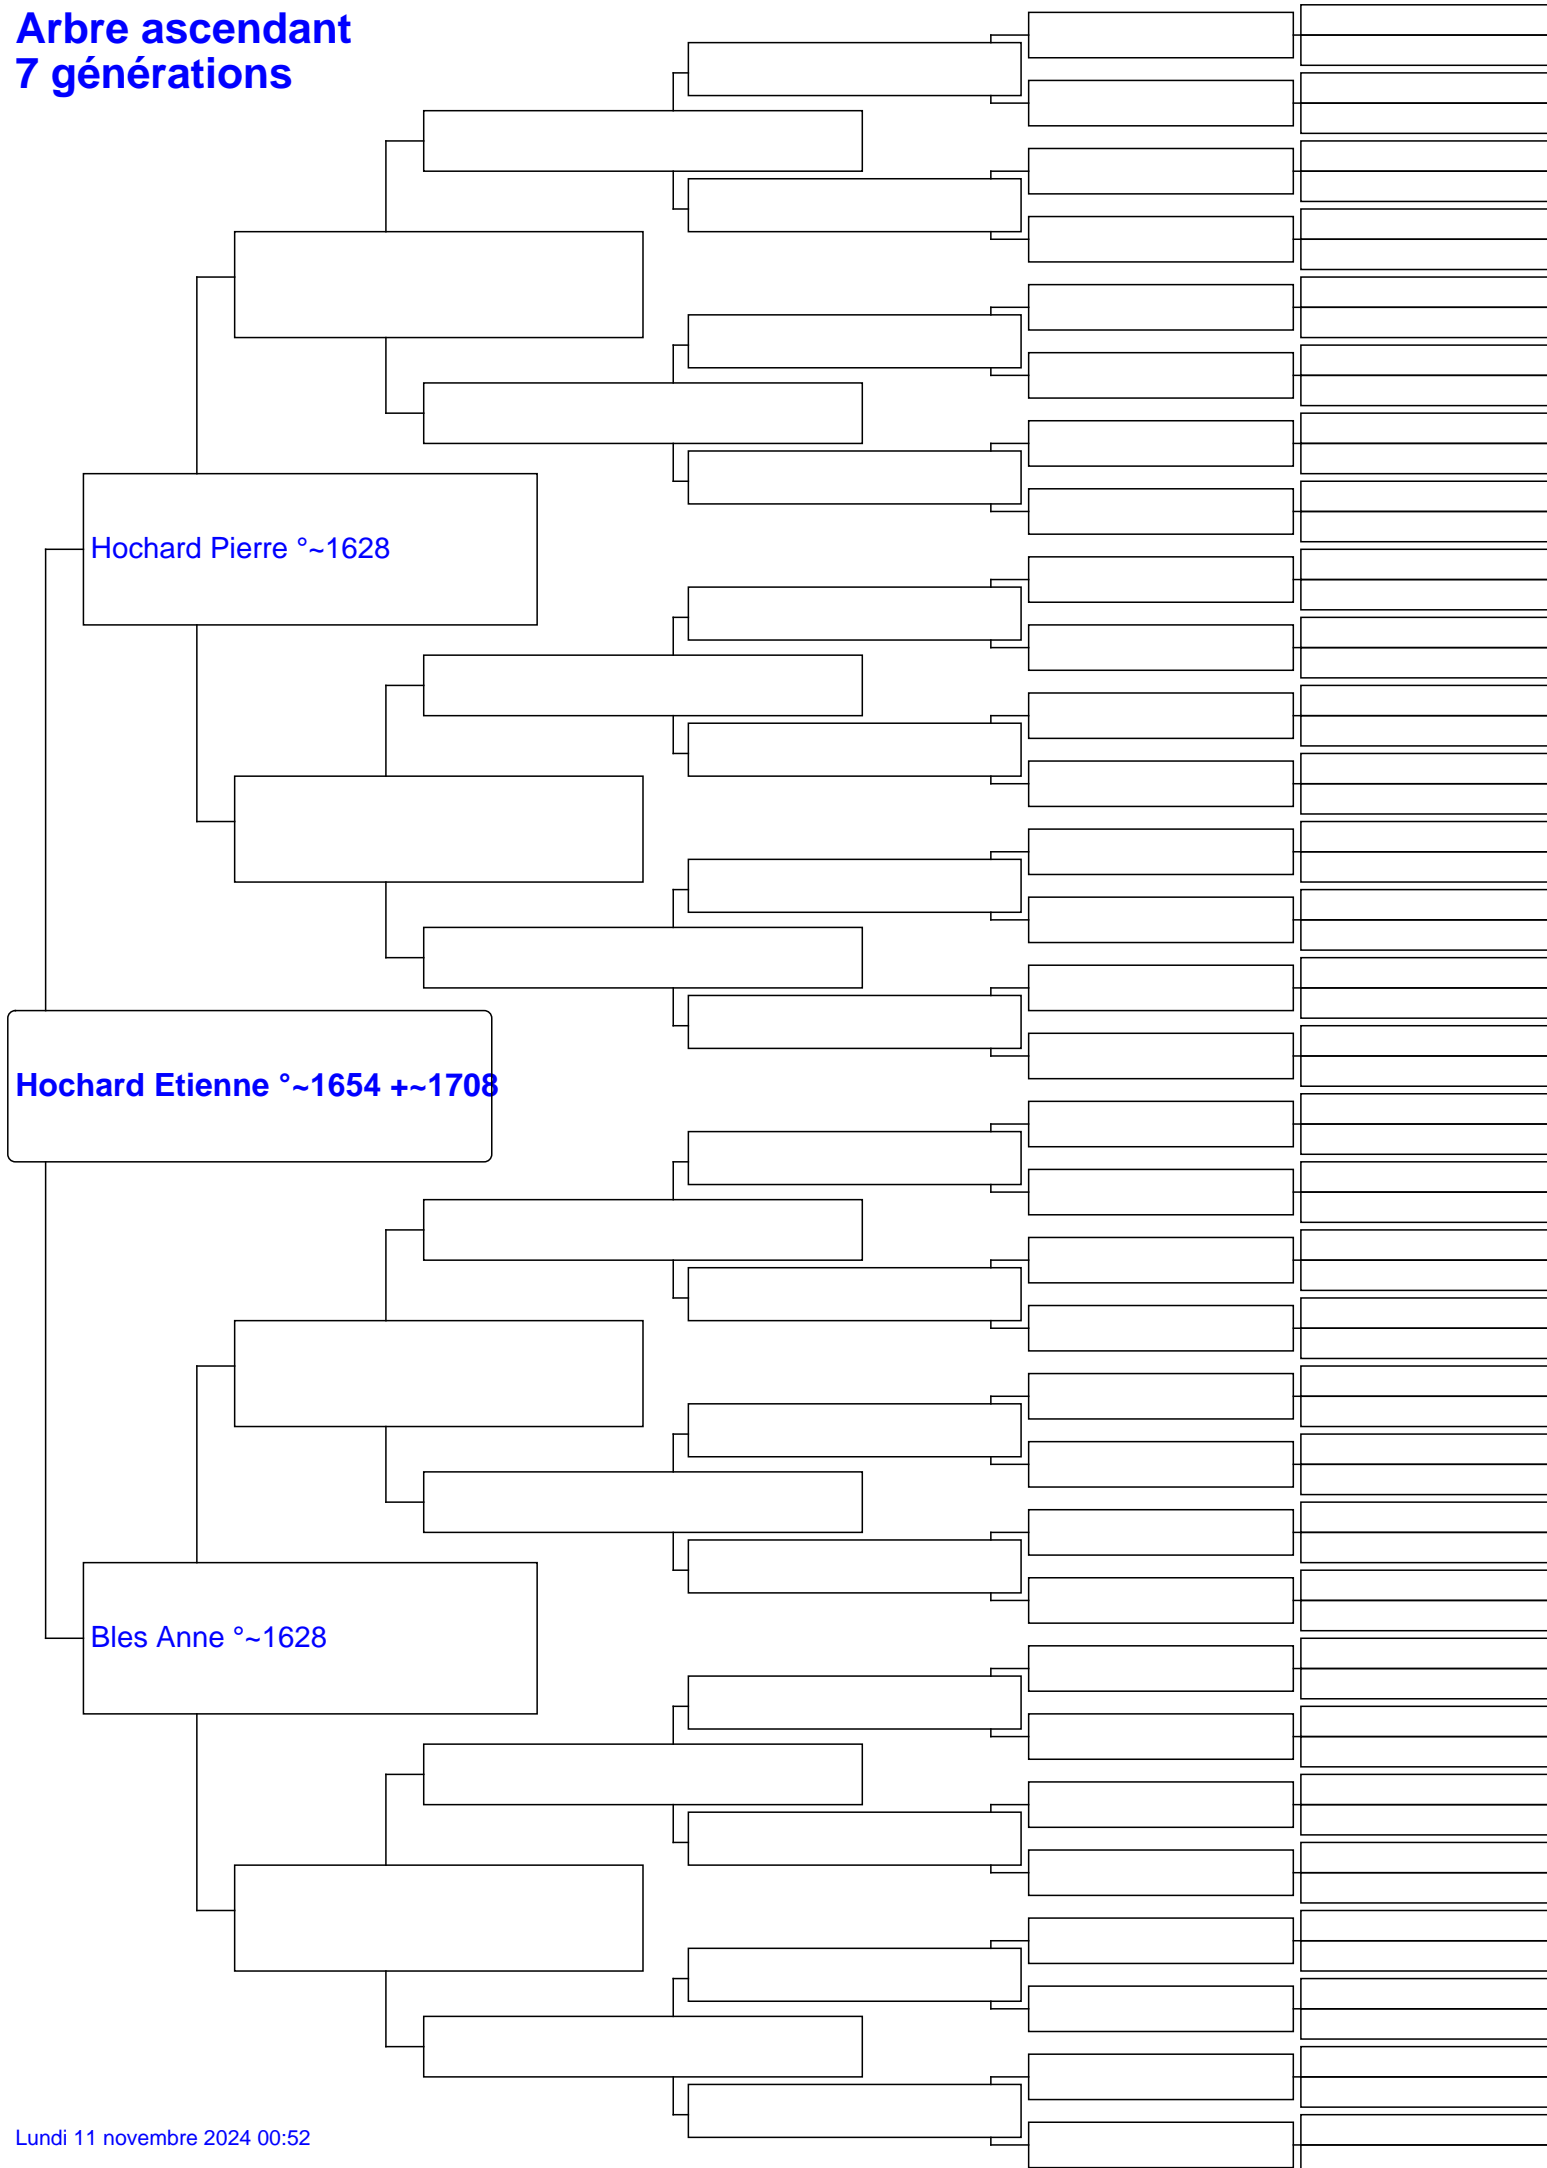 Arbre ascendant
7 générations
Hochard Pierre °~1628
Hochard Etienne °~1654 +~1708
Bles Anne °~1628
Lundi 11 novembre 2024 00:52